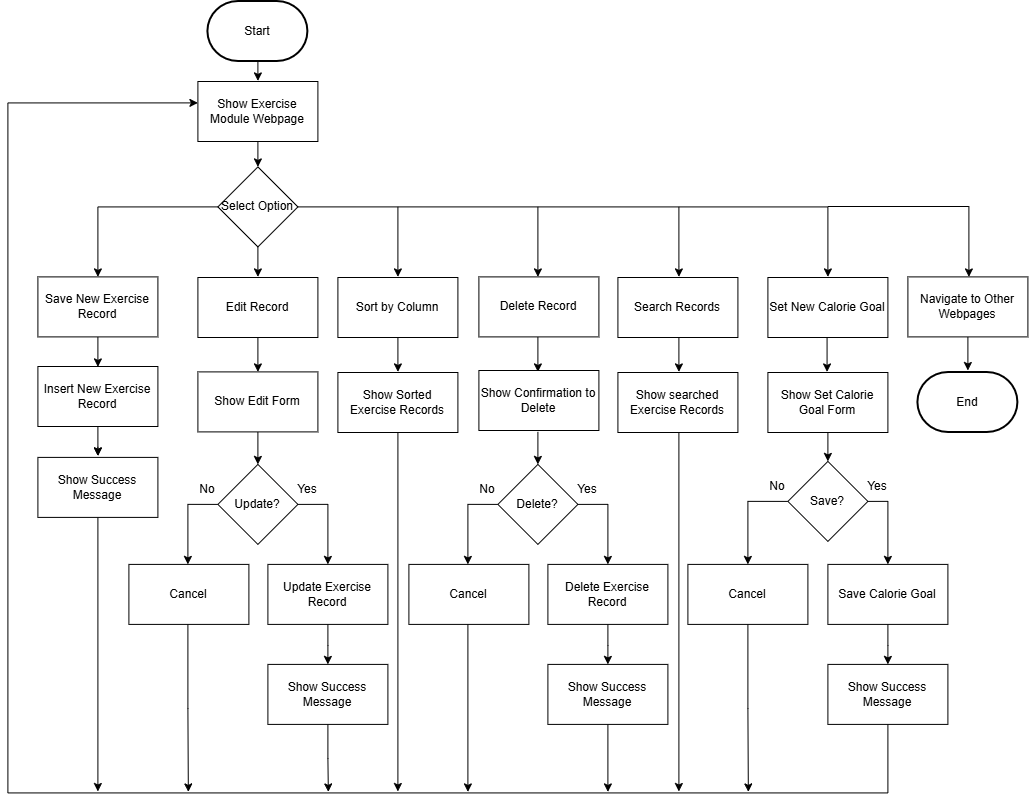 Start
Show Exercise
Module Webpage
Select Option
Save New Exercise
Record
Edit Record
Sort by Column
Delete Record
Search Records
Set New Calorie Goal
Navigate to Other
Webpages
Insert New Exercise
Record
Show Edit Form
Show Sorted
Exercise Records
Show Confirmation to
Delete
Show searched
Exercise Records
Show Set Calorie
Goal Form
End
Show Success
Message
No
Update?
Yes
No
Delete?
Yes
No
Save?
Yes
Cancel
Update Exercise
Record
Cancel
Delete Exercise
Record
Cancel
Save Calorie Goal
Show Success
Message
Show Success
Message
Show Success
Message